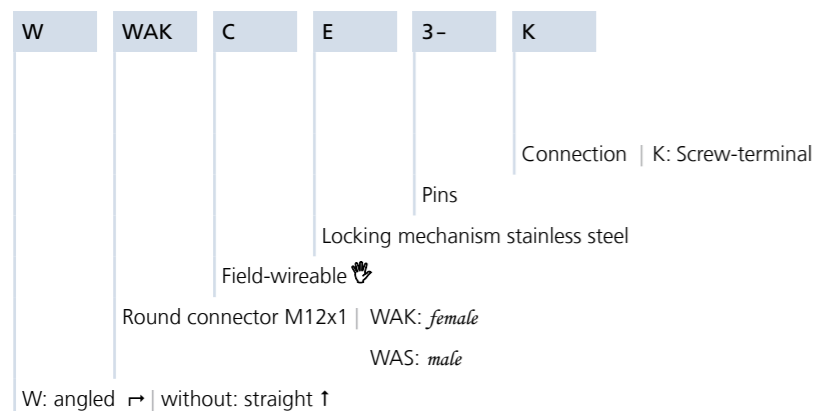 W WAK C E 3– K
Connection | K: Screw-terminal
Pins
Locking mechanism stainless steel
Field-wireable
Round connector M12x1 | WAK: female
WAS: male
W: angled ↱ | without: straight ↑